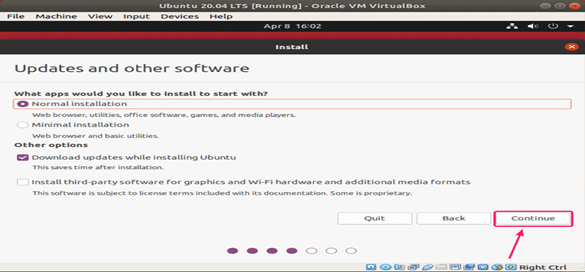 Ubuntu 20.04 LTS [Running] - Oracle VM VirtualBox
File Machine View Input Devices Help
Apr 8 16:02
Install
Updates and other software
What apps would you like to install to start with?
Normal installation
Web browser, utilities, office software, games, and media players.
Minimal installation
Web browser and basic utilities.
Other options
Download updates while installing Ubuntu
This saves time after installation.
Install third-party software for graphics and Wi-Fi hardware and additional media formats
This software is subject to license terms included with its documentation. Some is proprietary.
Quit Back Continue
Right Ctrl